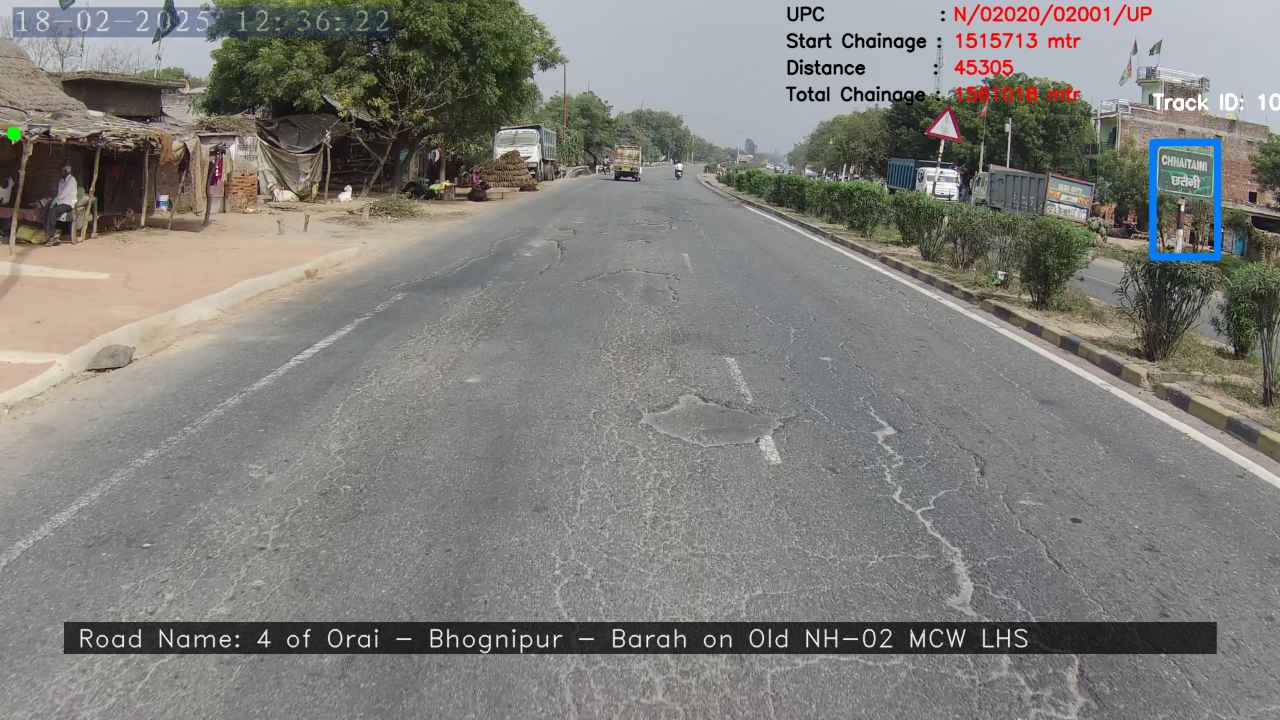 18-02-2025 12:36:22
UPC : N/02020/02001/UP
Start Chainage : 1515713 mtr
Distance : 45305
Total Chainage : 1561018 mtr
Track ID: 10
CHHAITAINI
छतैनी
Road Name: 4 of Orai – Bhognipur – Barah on Old NH–02 MCW LHS